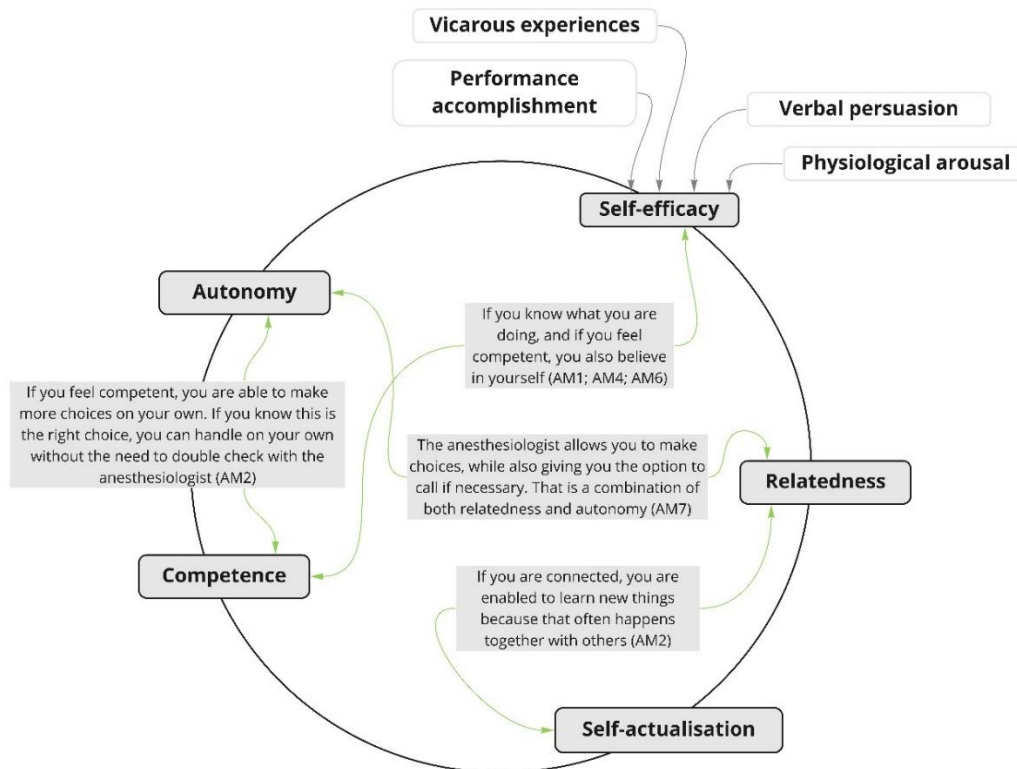 Vicarous experiences
Performance
accomplishment
Verbal persuasion
Physiological arousal
Self-efficacy
Autonomy
If you know what you are
doing, and if you feel
competent, you also believe
in yourself (AM1; AM4; AM6)
If you feel competent, you are able to make
more choices on your own. If you know this is
the right choice, you can handle on your own
without the need to double check with the
anesthesiologist (AM2)
The anesthesiologist allows you to make
choices, while also giving you the option to
call if necessary. That is a combination of
both relatedness and autonomy (AM7)
Relatedness
Competence
If you are connected, you are
enabled to learn new things
because that often happens
together with others (AM2)
Self-actualisation